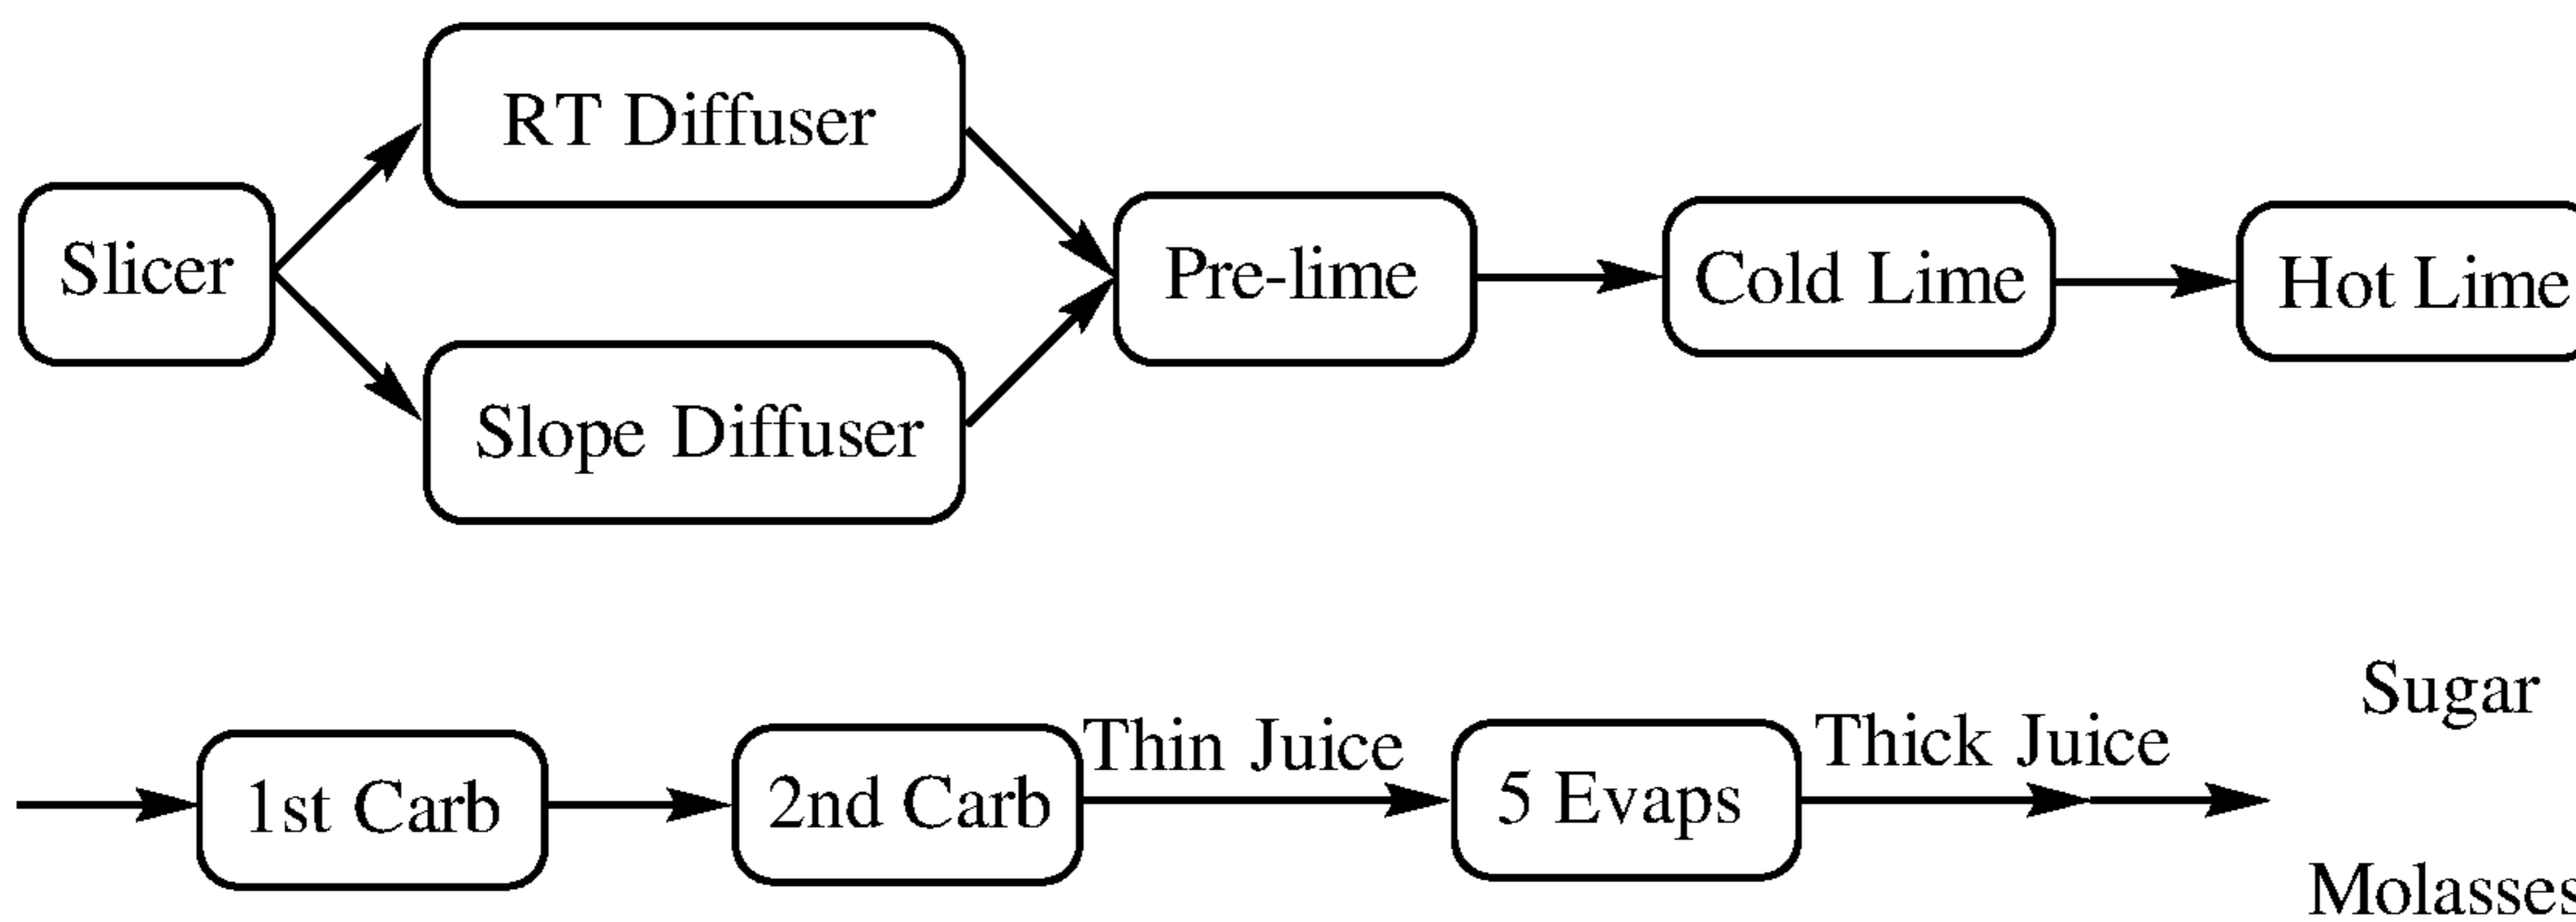 RT Diffuser
Slicer
Slope Diffuser
Pre-lime
Cold Lime
Hot Lime
1st Carb
2nd Carb
Thin Juice
5 Evaps
Thick Juice
Sugar
Molasses